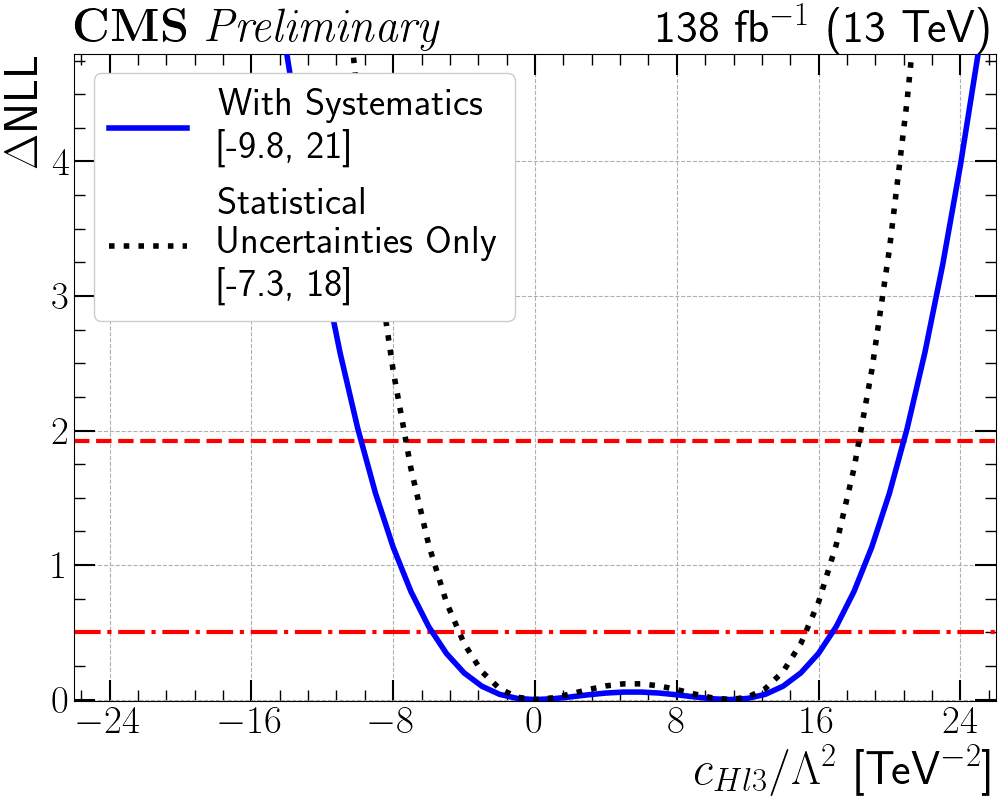 CMS Preliminary
138 fb⁻¹ (13 TeV)
ΔNLL
With Systematics
[-9.8, 21]
Statistical
Uncertainties Only
[-7.3, 18]
4
3
2
1
0
−24 −16 −8 0 8 16 24
c_{Hl3}/Λ² [TeV⁻²]